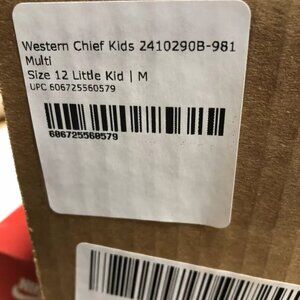 Western Chief Kids 2410290B-981
Multi
Size 12 Little Kid | M
UPC 606725560579
606725560579